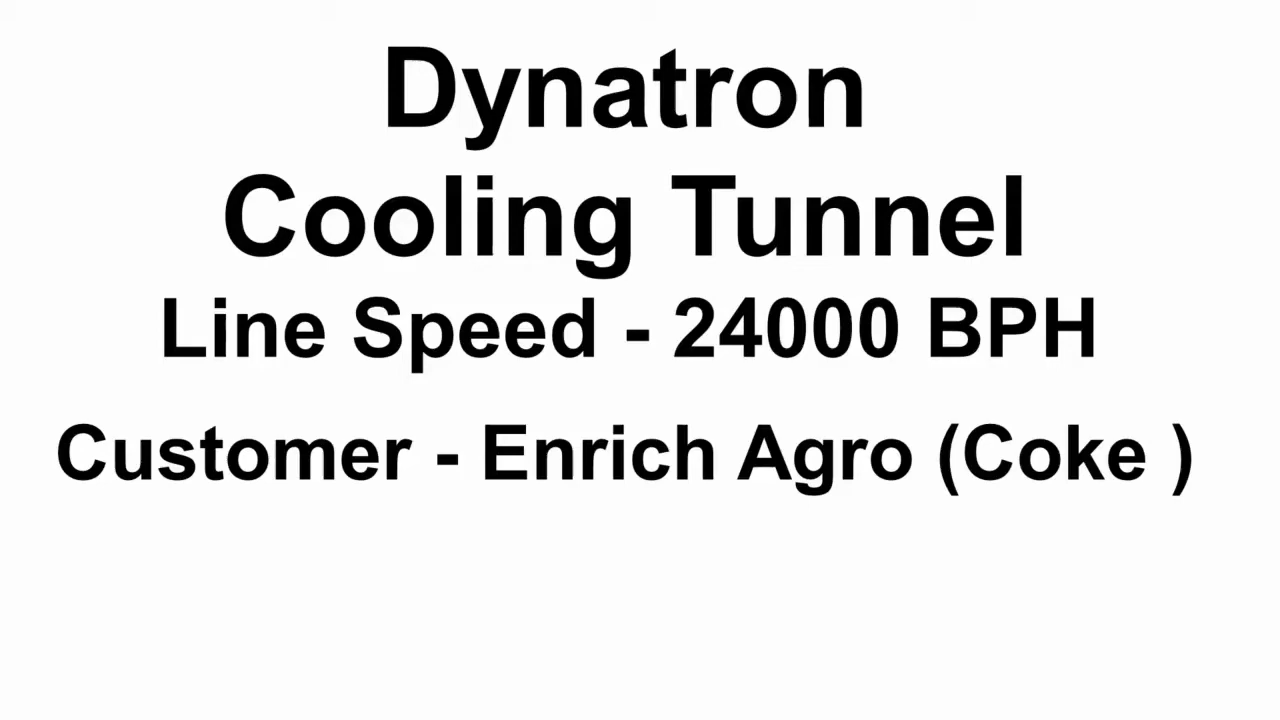 Dynatron
Cooling Tunnel
Line Speed - 24000 BPH
Customer - Enrich Agro (Coke )